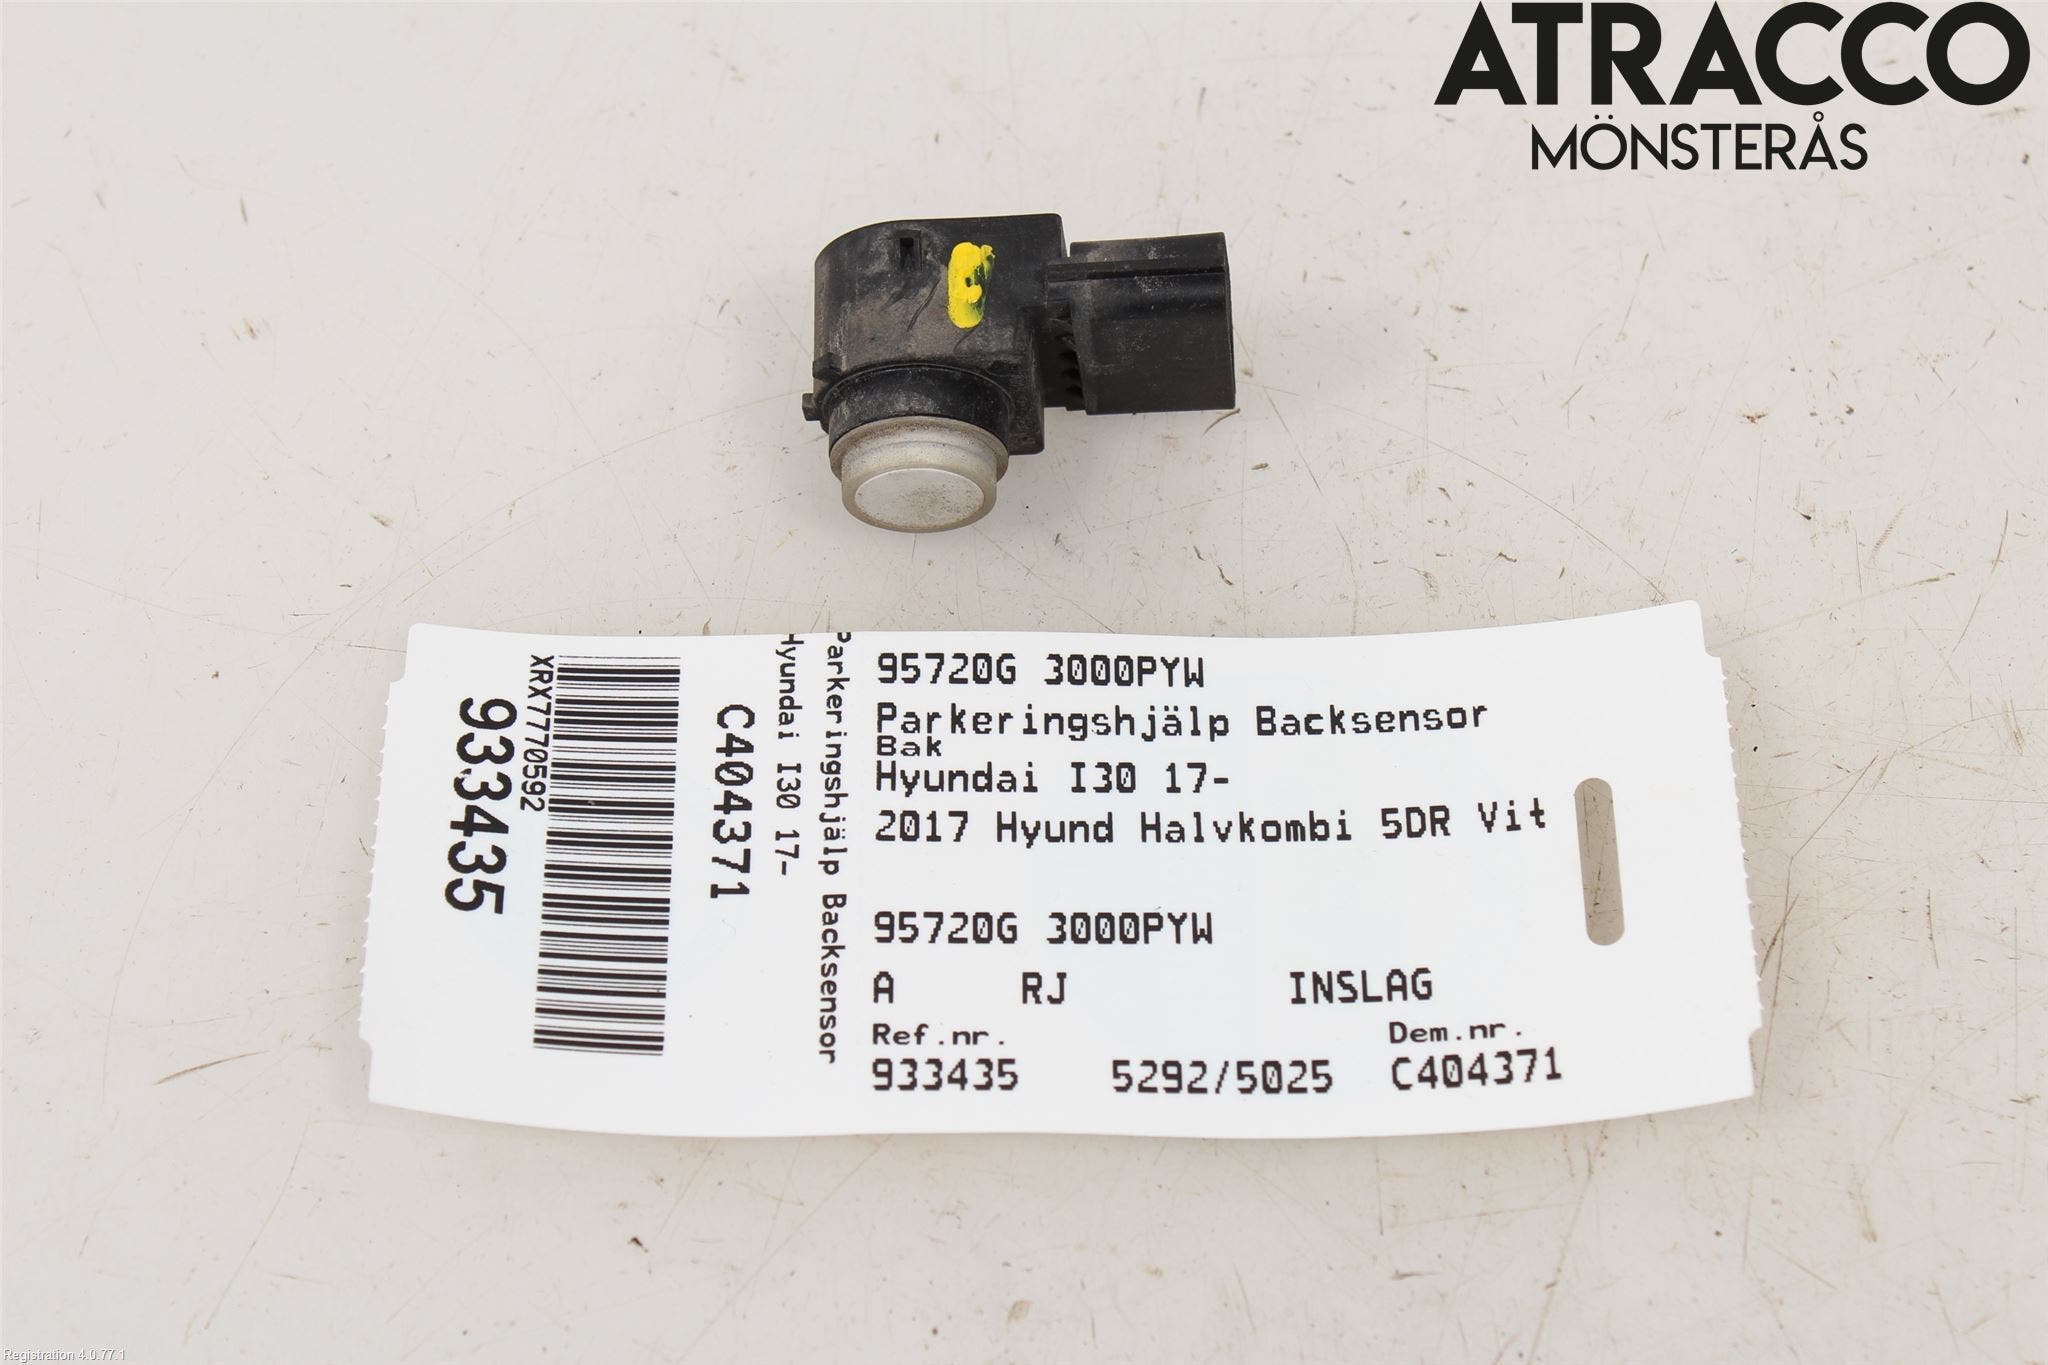 ATRACCO
MÖNSTERÅS
95720G 3000PYW
Parkeringshjälp Backsensor
Bak
Hyundai I30 17-
2017 Hyund Halvkombi 5DR Vit
95720G 3000PYW
A RJ INSLAG
Ref.nr. Dem.nr.
933435 5292/5025 C404371
Parkeringshjälp Backsensor
Hyundai I30 17-
C404371
XRX7770592
933435
Registration 4.0.77.1